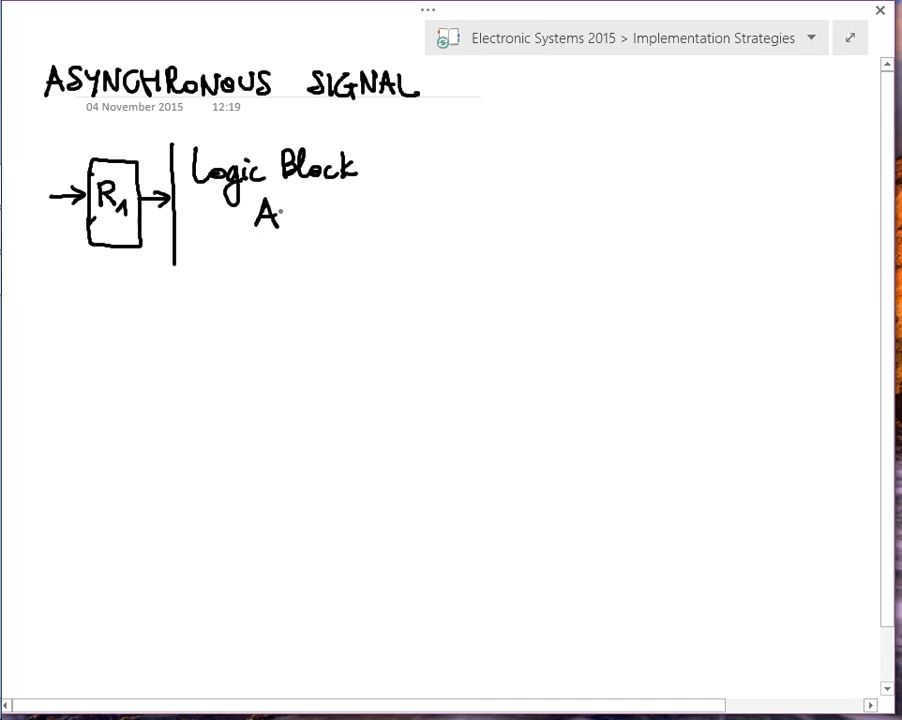 Electronic Systems 2015 > Implementation Strategies
ASYNCHRONOUS SIGNAL
04 November 2015 12:19
R1
Logic Block
A